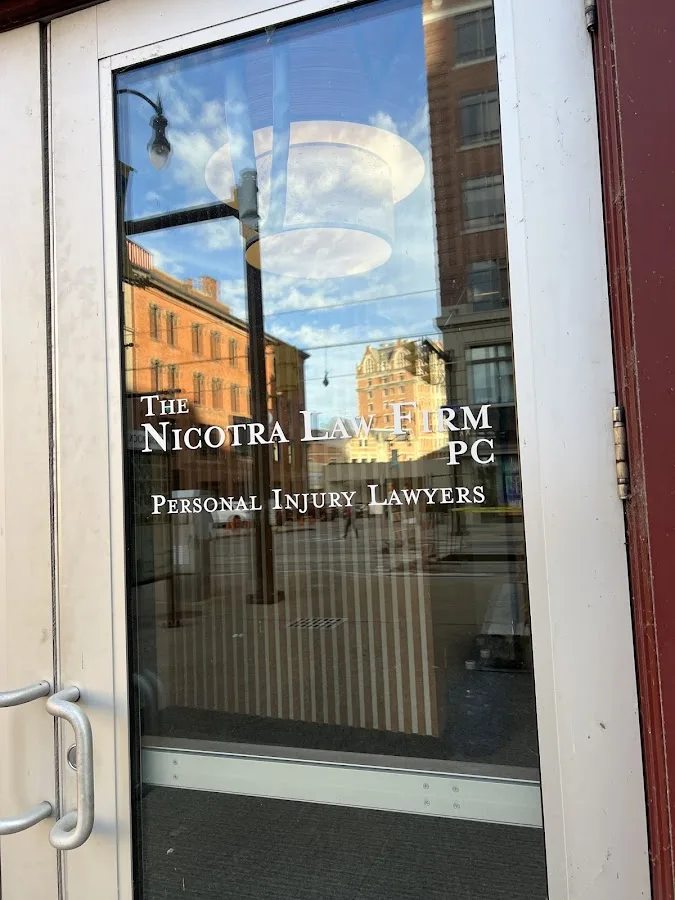 The
Nicotra Law Firm
PC
Personal Injury Lawyers